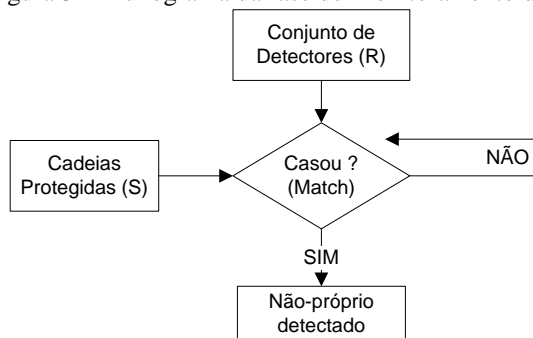 Conjunto de
Detectores (R)
Cadeias
Protegidas (S)
Casou ?
(Match)
NÃO
SIM
Não-próprio
detectado